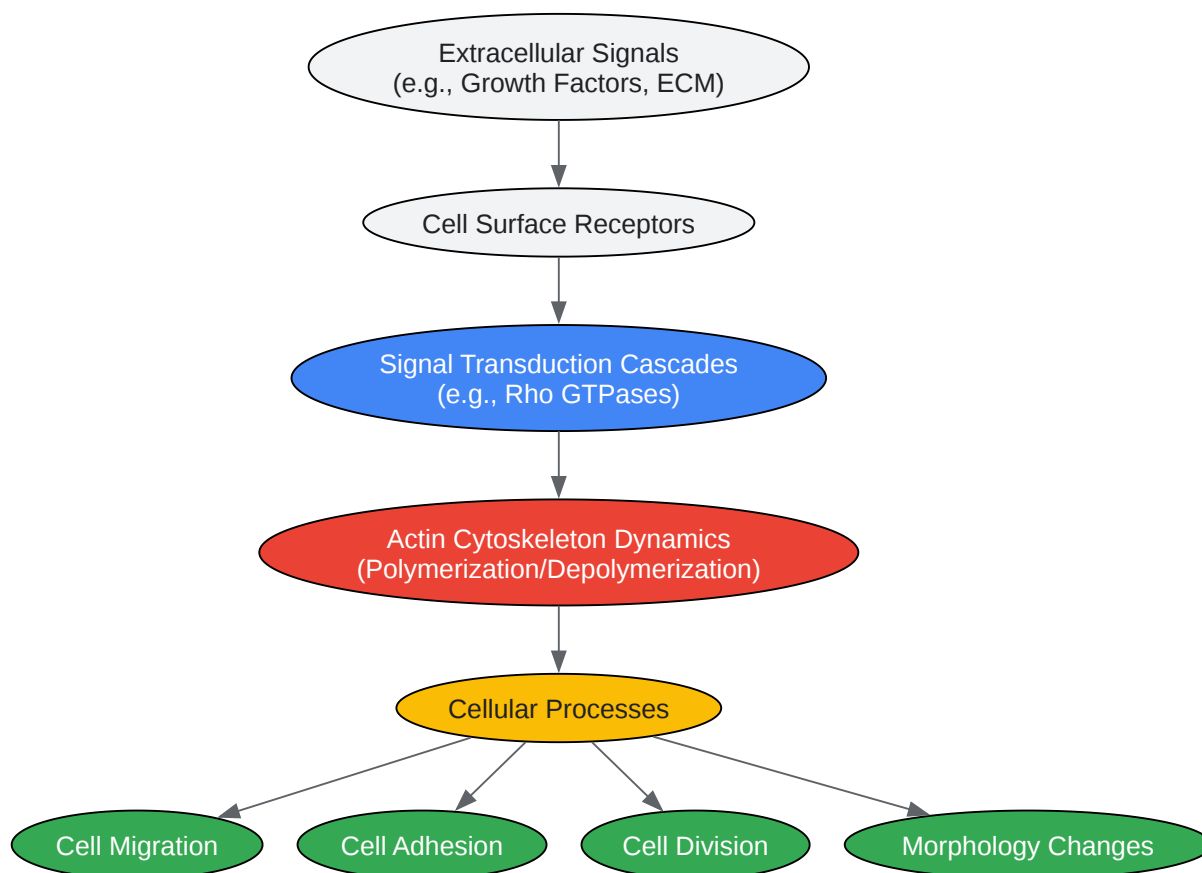 Extracellular Signals
(e.g., Growth Factors, ECM)
Cell Surface Receptors
Signal Transduction Cascades
(e.g., Rho GTPases)
Actin Cytoskeleton Dynamics
(Polymerization/Depolymerization)
Cellular Processes
Cell Migration
Cell Adhesion
Cell Division
Morphology Changes